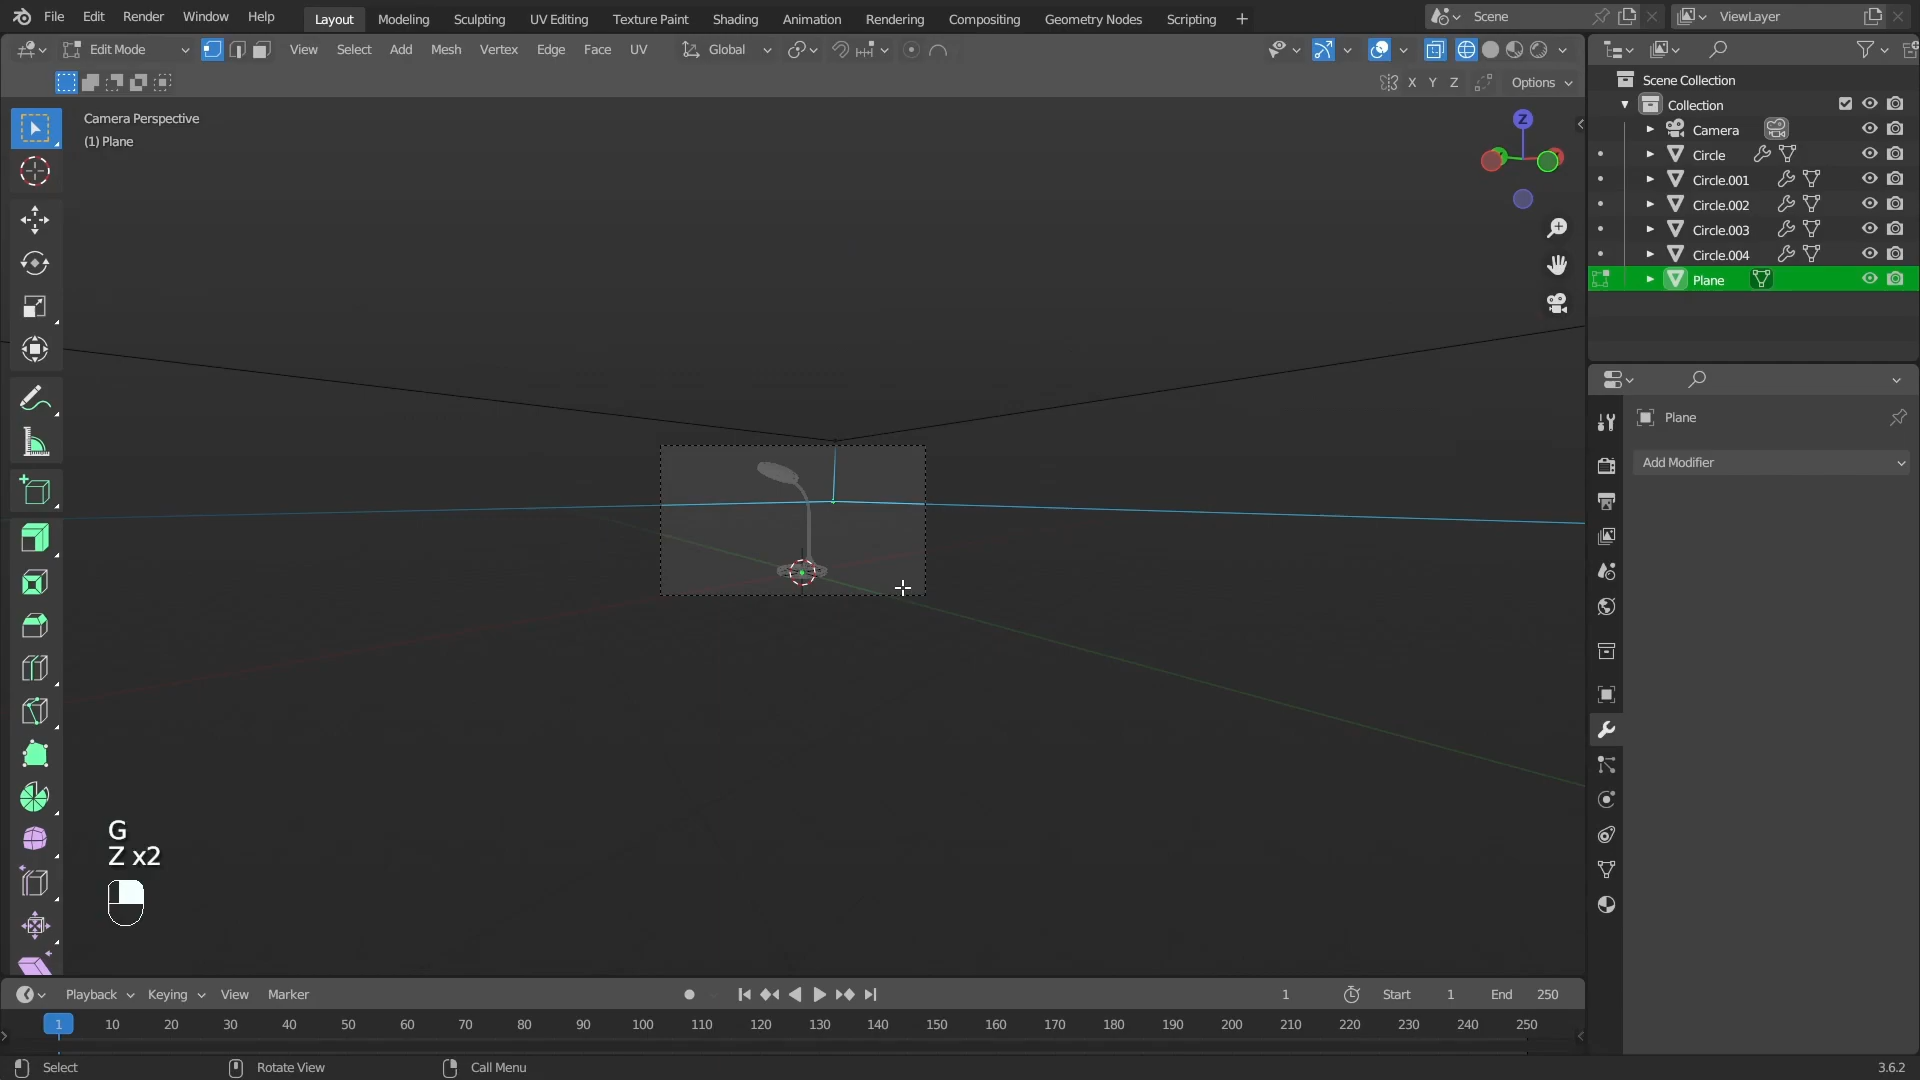 File Edit Render Window Help Layout Modeling Sculpting UV Editing Texture Paint Shading Animation Rendering Compositing Geometry Nodes Scripting + Scene ViewLayer
Edit Mode View Select Add Mesh Vertex Edge Face UV Global
X Y Z Options
Camera Perspective
(1) Plane
Z
Scene Collection
Collection
Camera
Circle
Circle.001
Circle.002
Circle.003
Circle.004
Plane
Plane
Add Modifier
G
Z x2
Playback Keying View Marker 1 Start 1 End 250
1 10 20 30 40 50 60 70 80 90 100 110 120 130 140 150 160 170 180 190 200 210 220 230 240 250
Select Rotate View Call Menu 3.6.2